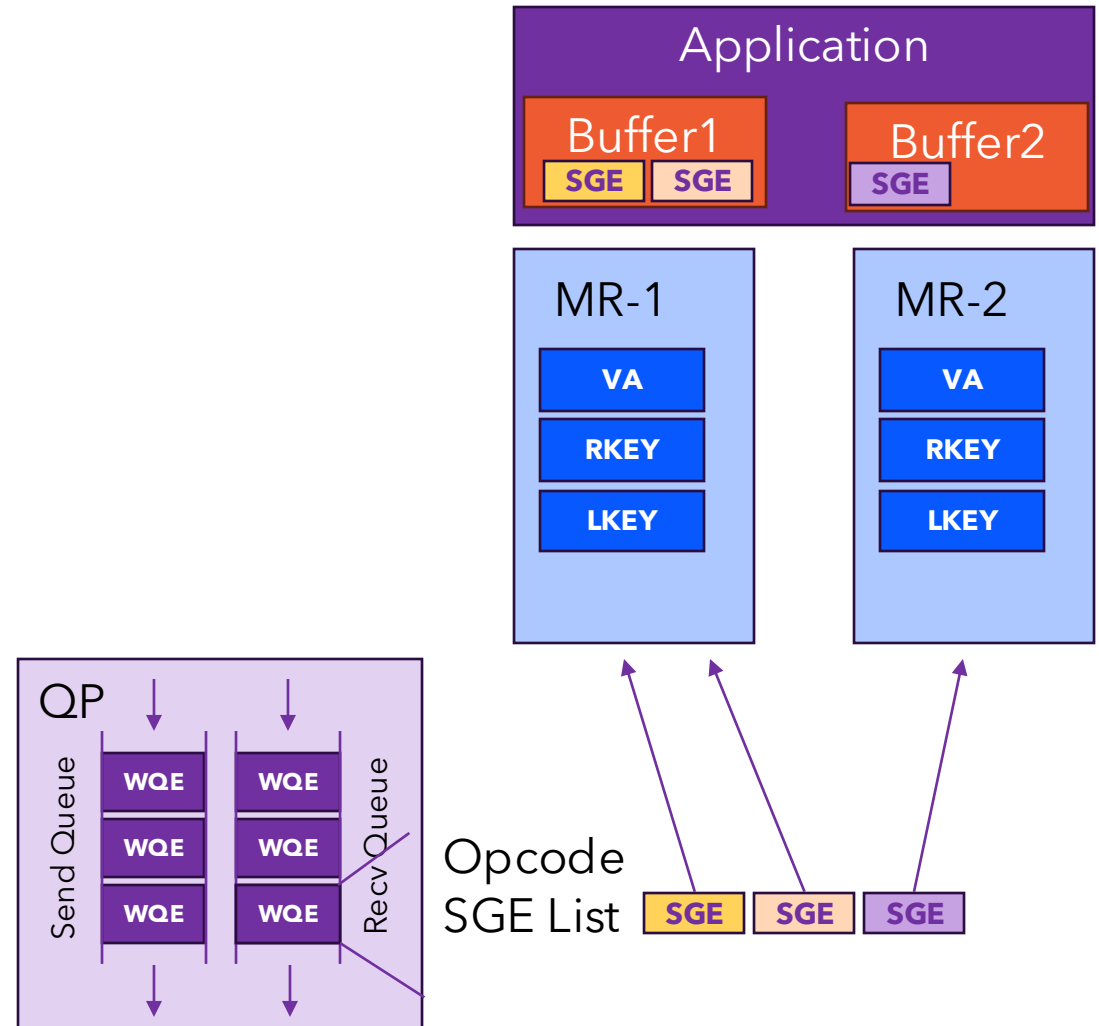 Application
Buffer1
Buffer2
SGE
SGE
SGE
MR-1
MR-2
VA
VA
RKEY
RKEY
LKEY
LKEY
QP
Send Queue
WQE
WQE
WQE
WQE
WQE
WQE
Recv Queue
Opcode
SGE List
SGE
SGE
SGE